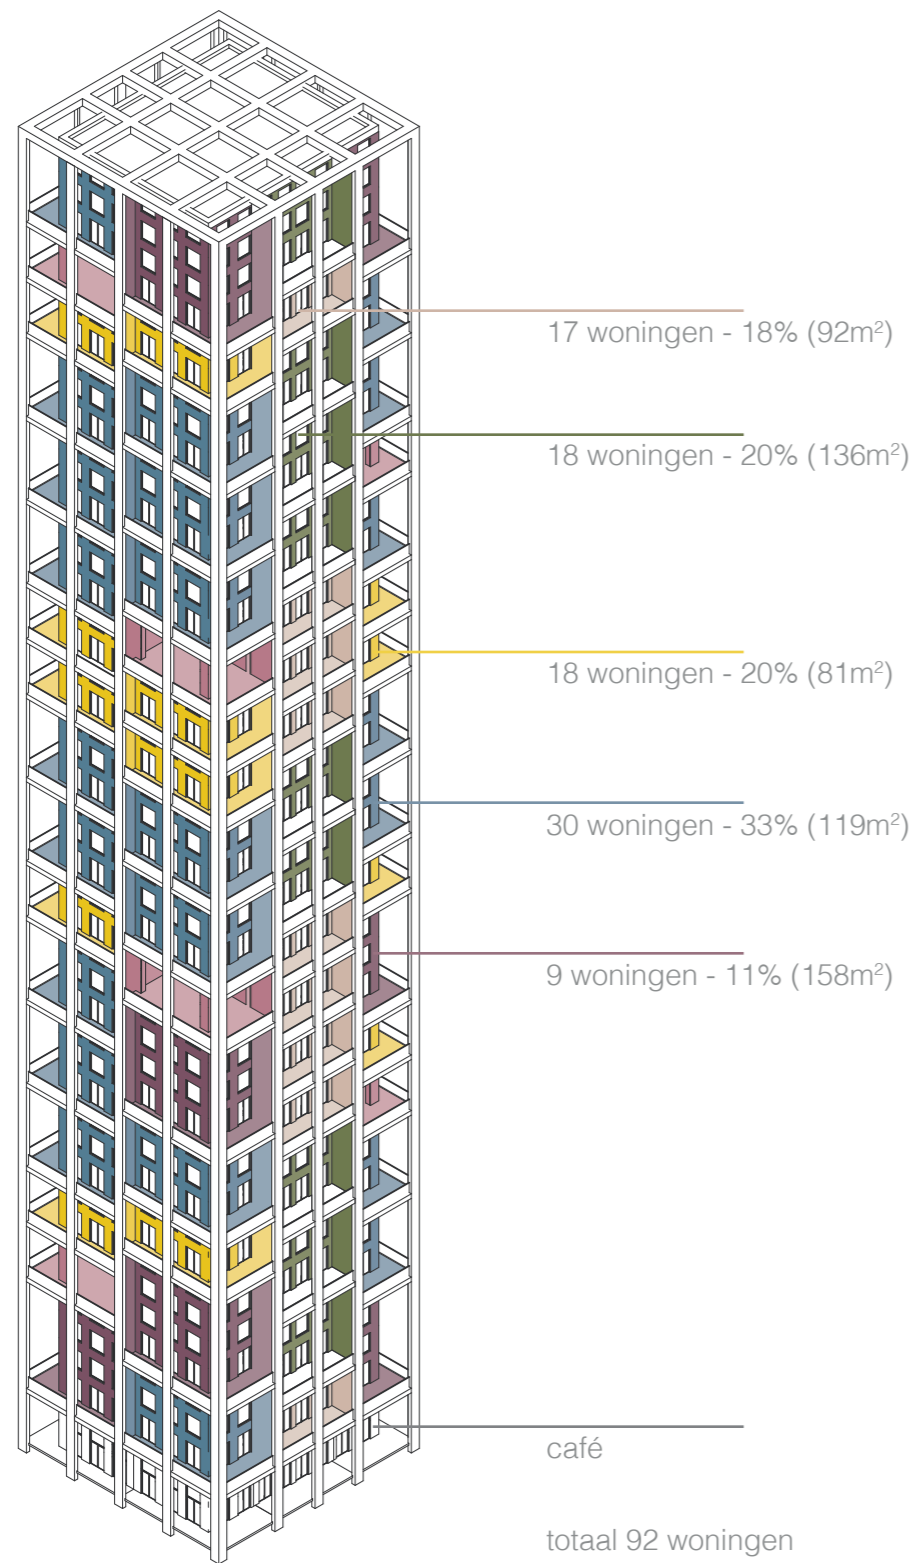 17 woningen - 18% (92m²)
18 woningen - 20% (136m²)
18 woningen - 20% (81m²)
30 woningen - 33% (119m²)
9 woningen - 11% (158m²)
café
totaal 92 woningen